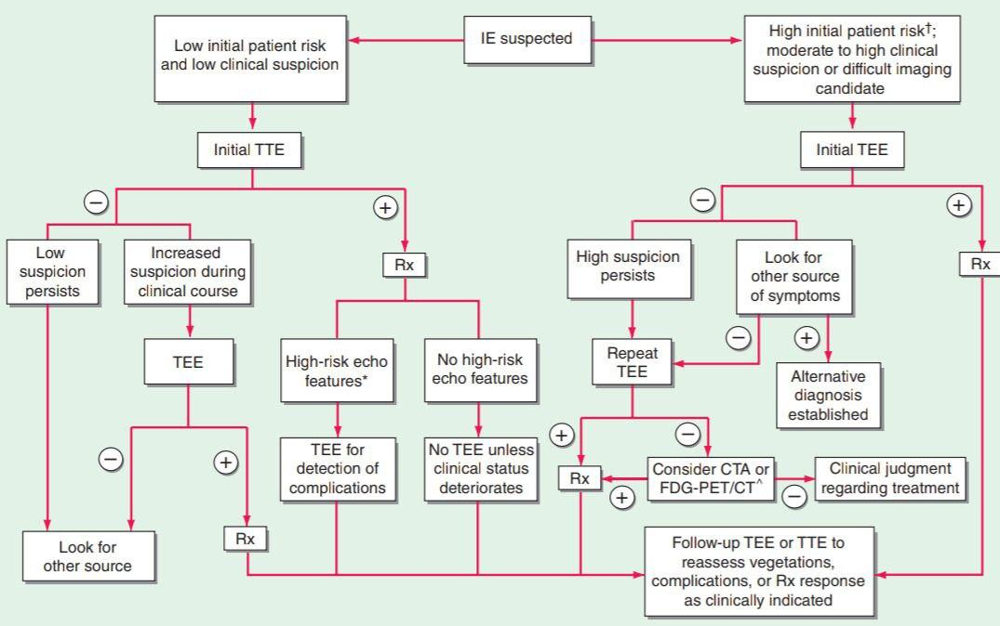 IE suspected
Low initial patient risk
and low clinical suspicion
High initial patient risk†;
moderate to high clinical
suspicion or difficult imaging
candidate
Initial TTE
Initial TEE
−
+
−
+
Low
suspicion
persists
Increased
suspicion during
clinical course
Rx
High suspicion
persists
Look for
other source
of symptoms
Rx
TEE
High-risk echo
features*
No high-risk
echo features
Repeat
TEE
−
+
Alternative
diagnosis
established
−
+
TEE for
detection of
complications
No TEE unless
clinical status
deteriorates
+
−
Rx
Consider CTA or
FDG-PET/CT^
+
−
Clinical judgment
regarding treatment
Look for
other source
Rx
Follow-up TEE or TTE to
reassess vegetations,
complications, or Rx response
as clinically indicated